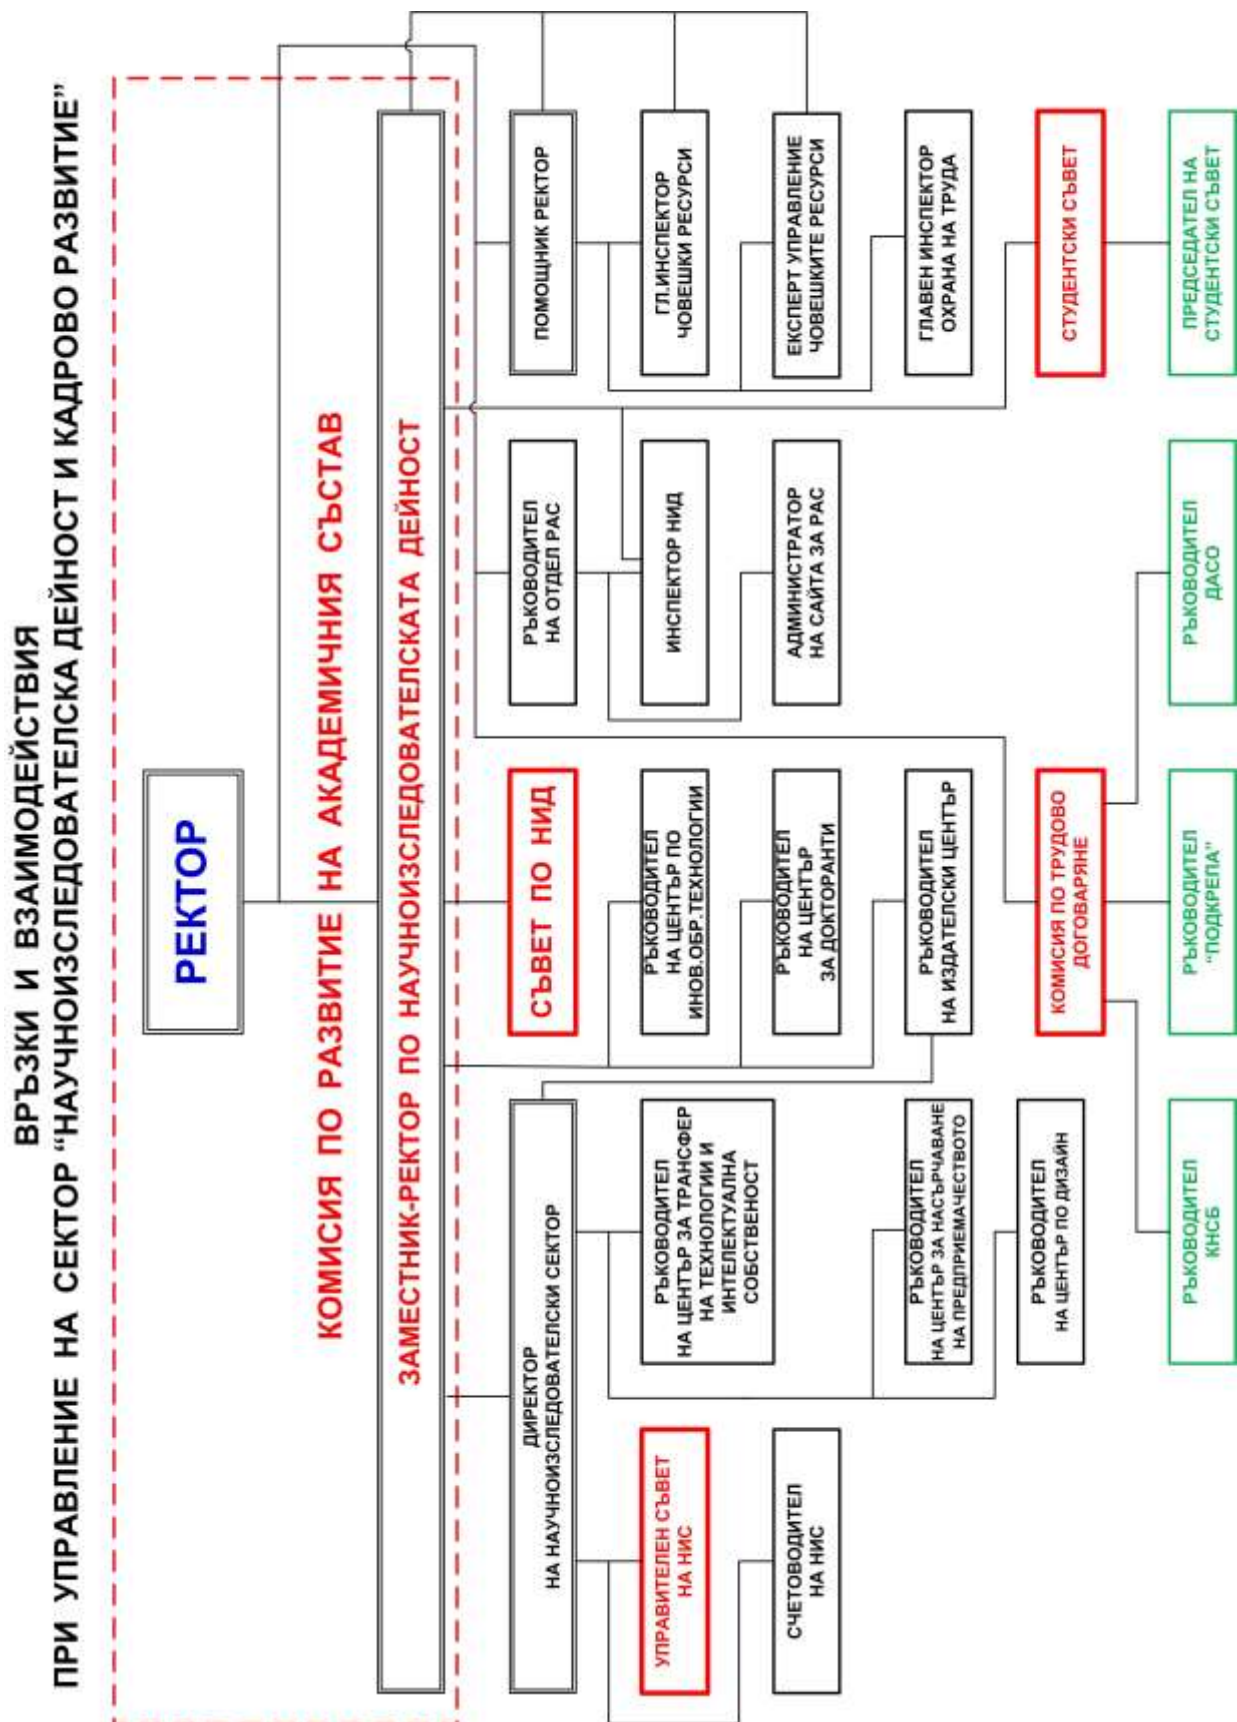 ВРЪЗКИ И ВЗАИМОДЕЙСТВИЯ
ПРИ УПРАВЛЕНИЕ НА СЕКТОР “НАУЧНОИЗСЛЕДОВАТЕЛСКА ДЕЙНОСТ И КАДРОВО РАЗВИТИЕ”
РЕКТОР
КОМИСИЯ ПО РАЗВИТИЕ НА АКАДЕМИЧНИЯ СЪСТАВ
ЗАМЕСТНИК-РЕКТОР ПО НАУЧНОИЗСЛЕДОВАТЕЛСКАТА ДЕЙНОСТ
ДИРЕКТОР
НА НАУЧНОИЗСЛЕДОВАТЕЛСКИ СЕКТОР
СЪВЕТ ПО НИД
РЪКОВОДИТЕЛ
НА ОТДЕЛ РАС
ПОМОЩНИК РЕКТОР
УПРАВИТЕЛЕН СЪВЕТ
НА НИС
РЪКОВОДИТЕЛ
НА ЦЕНТЪР ЗА ТРАНСФЕР
НА ТЕХНОЛОГИИ И
ИНТЕЛЕКТУАЛНА
СОБСТВЕНОСТ
РЪКОВОДИТЕЛ
НА ЦЕНТЪР ПО
ИНОВ.ОБР.ТЕХНОЛОГИИ
ИНСПЕКТОР НИД
ГЛ.ИНСПЕКТОР
ЧОВЕШКИ РЕСУРСИ
СЧЕТОВОДИТЕЛ
НА НИС
РЪКОВОДИТЕЛ
НА ЦЕНТЪР
ЗА ДОКТОРАНТИ
АДМИНИСТРАТОР
НА САЙТА ЗА РАС
ЕКСПЕРТ УПРАВЛЕНИЕ
ЧОВЕШКИТЕ РЕСУРСИ
РЪКОВОДИТЕЛ
НА ЦЕНТЪР ЗА НАСЪРЧАВАНЕ
НА ПРЕДПРИЕМАЧЕСТВОТО
РЪКОВОДИТЕЛ
НА ИЗДАТЕЛСКИ ЦЕНТЪР
ГЛАВЕН ИНСПЕКТОР
ОХРАНА НА ТРУДА
РЪКОВОДИТЕЛ
НА ЦЕНТЪР ПО ДИЗАЙН
КОМИСИЯ ПО ТРУДОВО
ДОГОВАРЯНЕ
СТУДЕНТСКИ СЪВЕТ
РЪКОВОДИТЕЛ
КНСБ
РЪКОВОДИТЕЛ
“ПОДКРЕПА”
РЪКОВОДИТЕЛ
ДАСО
ПРЕДСЕДАТЕЛ НА
СТУДЕНТСКИ СЪВЕТ